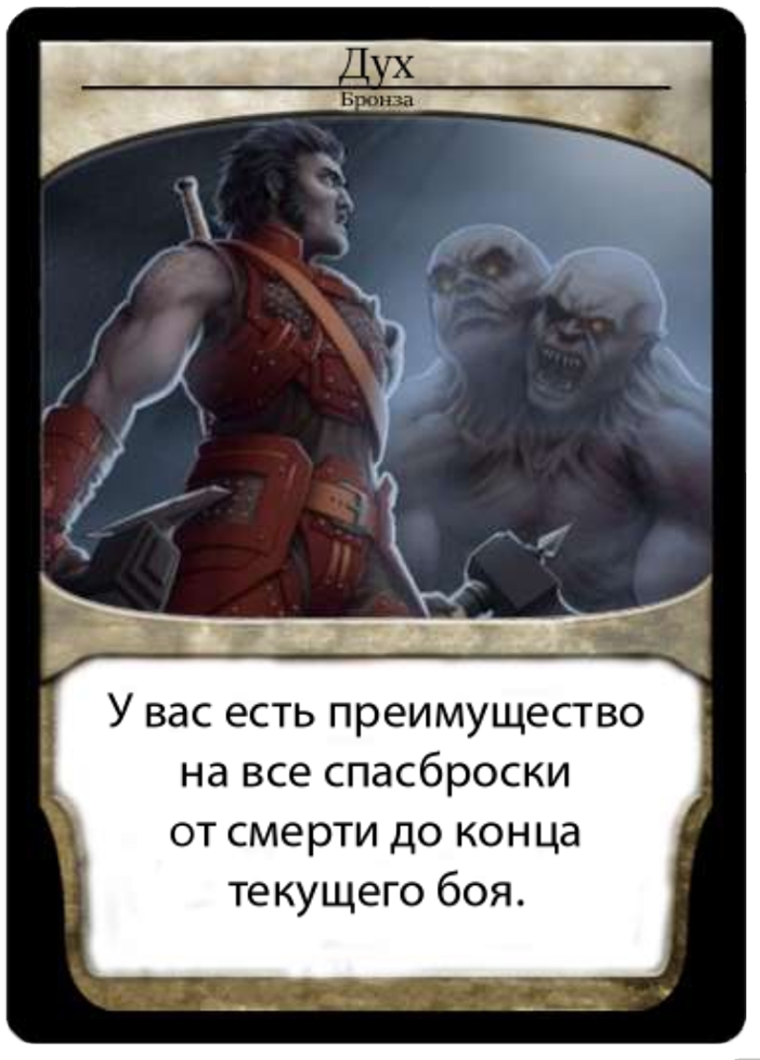 Дух
Бронза
У вас есть преимущество
на все спасброски
от смерти до конца
текущего боя.